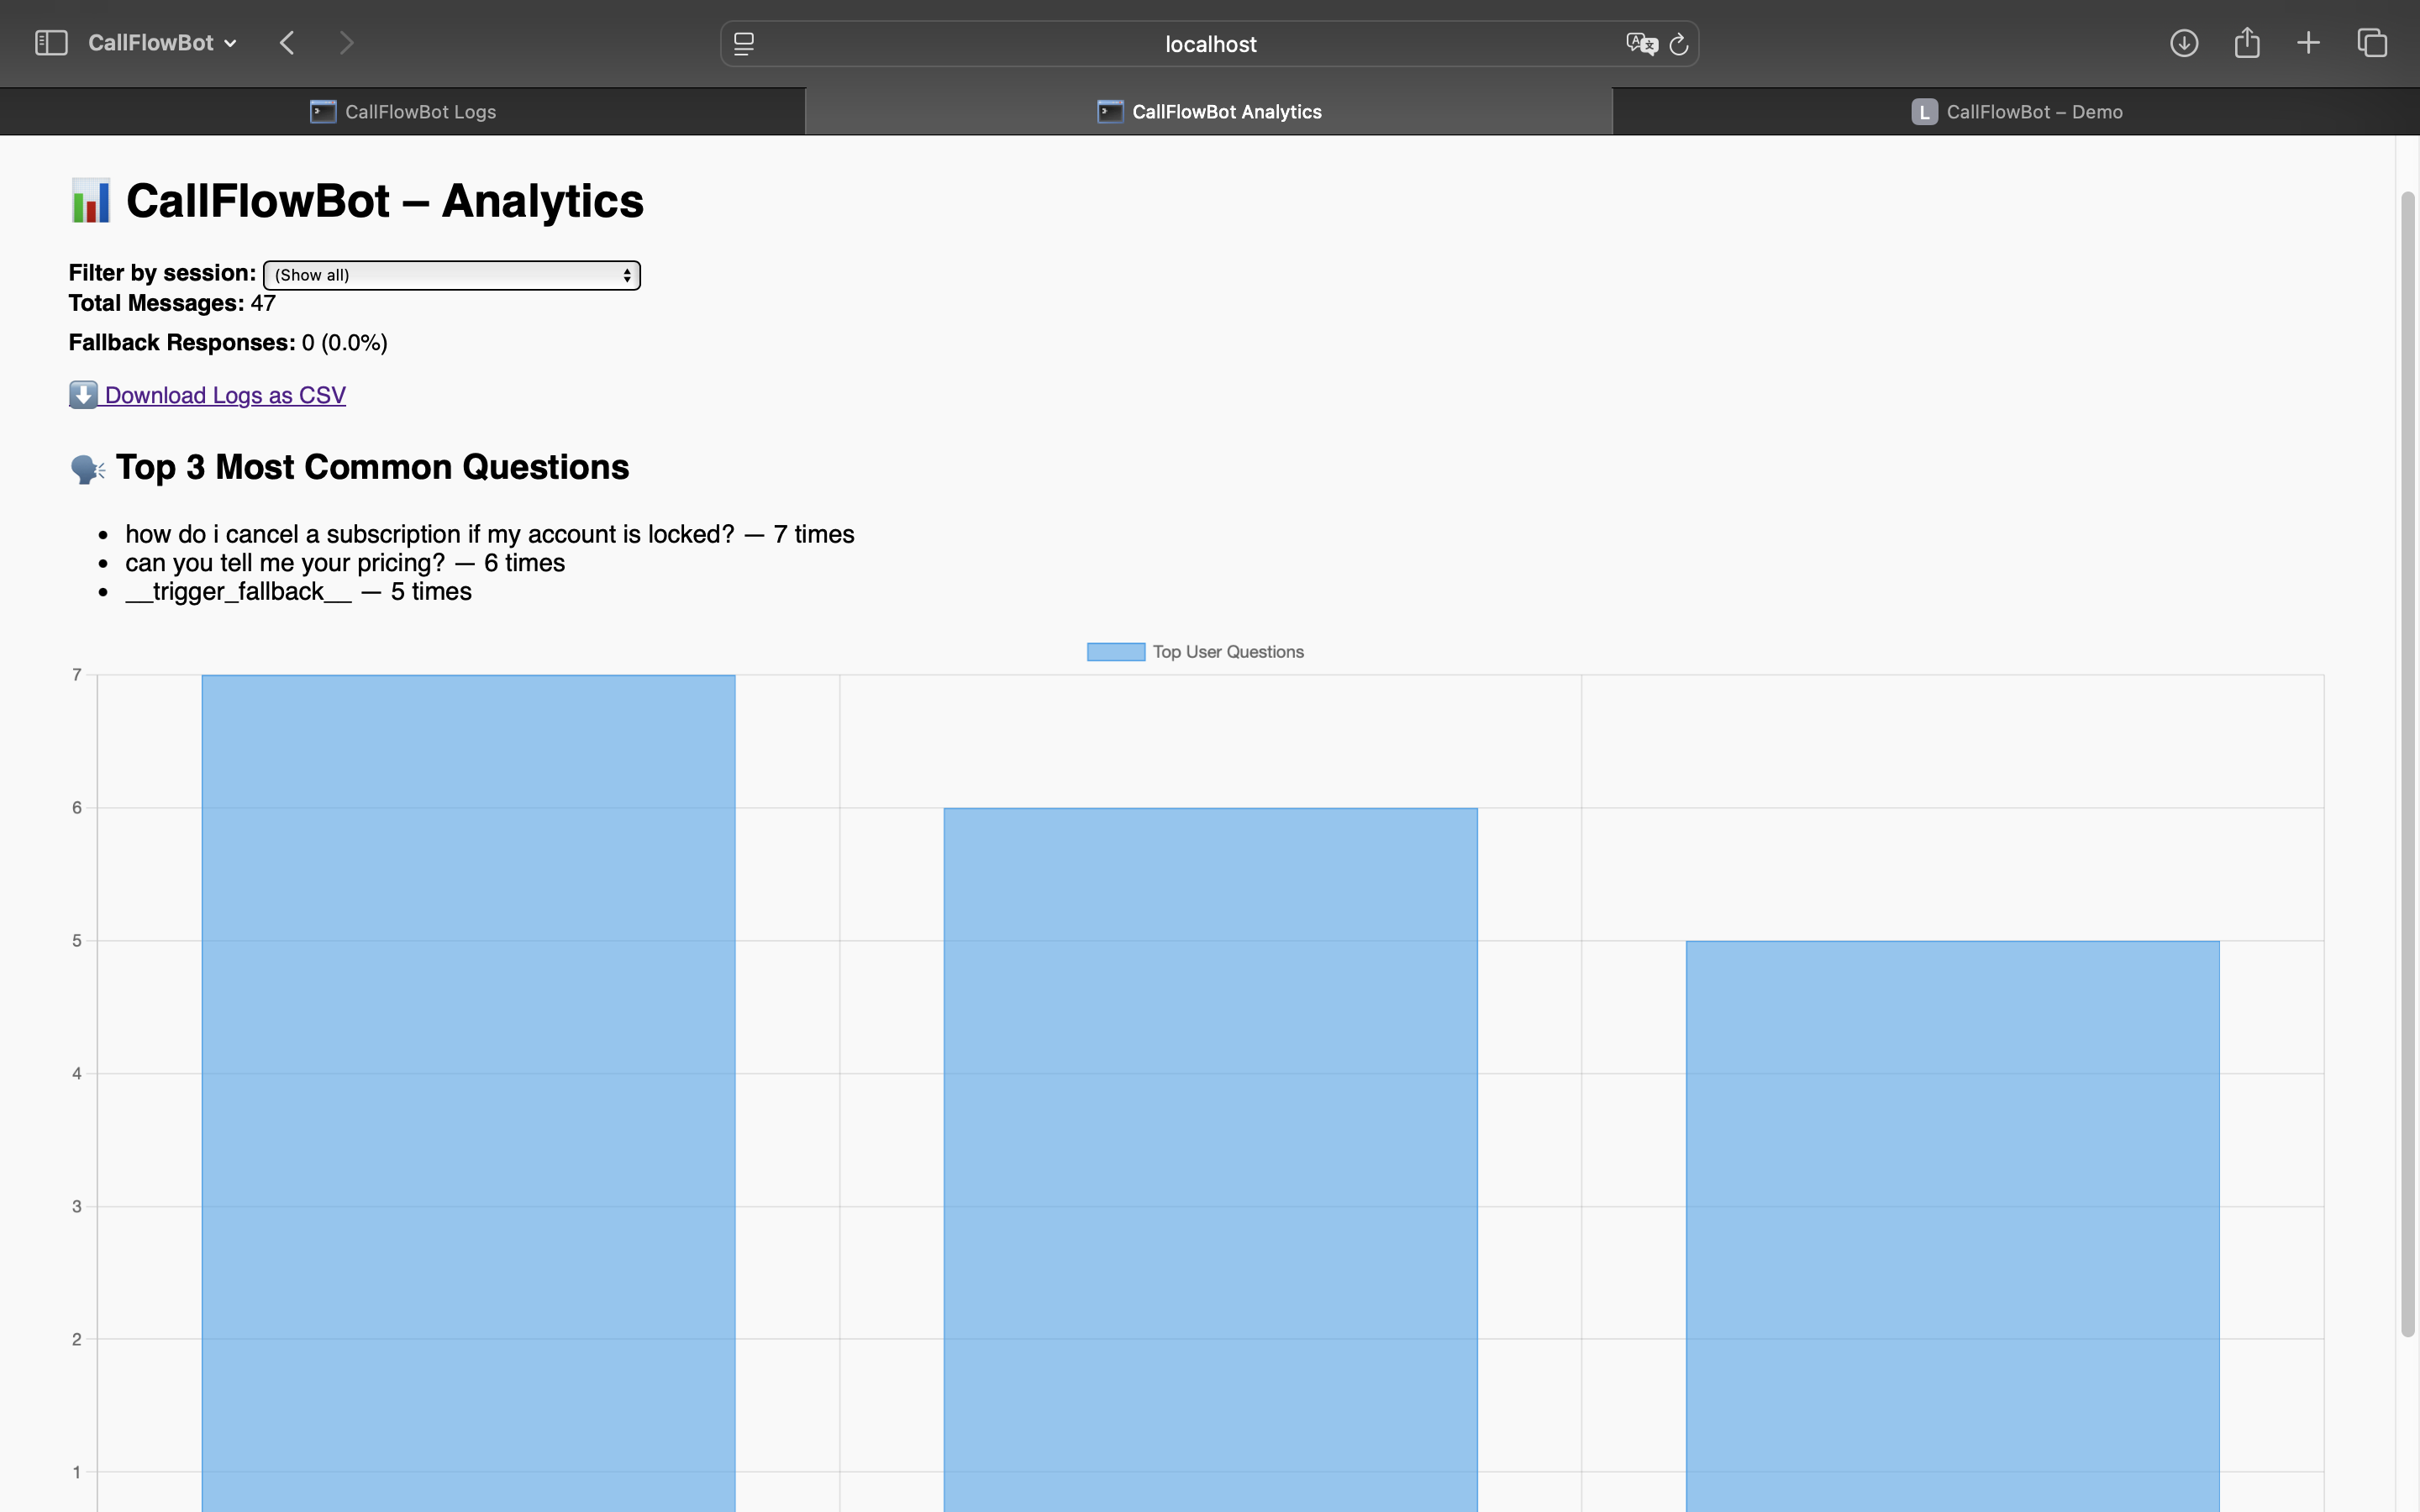 CallFlowBot
localhost
CallFlowBot Logs
CallFlowBot Analytics
L CallFlowBot – Demo
📊 CallFlowBot – Analytics
Filter by session: (Show all)
Total Messages: 47
Fallback Responses: 0 (0.0%)
⬇️ Download Logs as CSV
🗣️ Top 3 Most Common Questions
• how do i cancel a subscription if my account is locked? — 7 times
• can you tell me your pricing? — 6 times
• __trigger_fallback__ — 5 times
Top User Questions
7
6
5
4
3
2
1